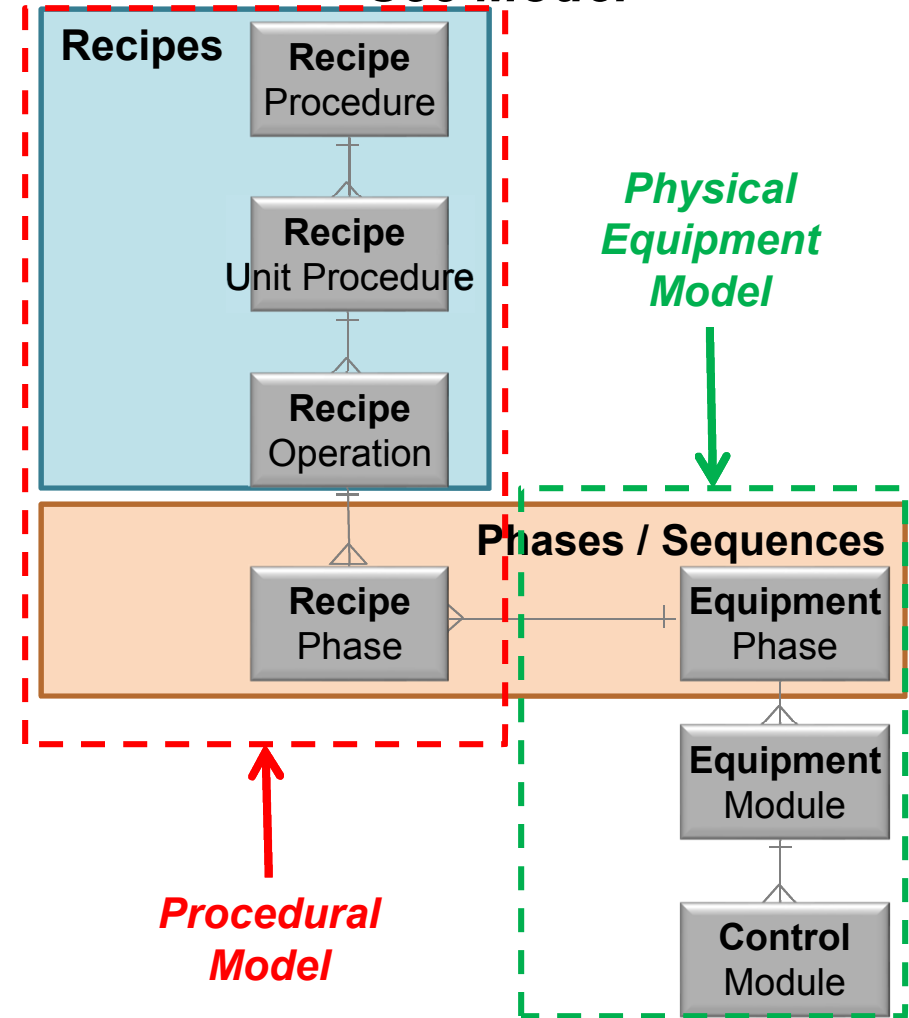 Recipes
Recipe
Procedure
Recipe
Unit Procedure
Recipe
Operation
Physical
Equipment
Model
Phases / Sequences
Recipe
Phase
Equipment
Phase
Equipment
Module
Control
Module
Procedural
Model